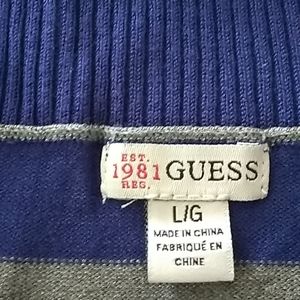 EST.
1981 GUESS
REG.
L/G
MADE IN CHINA
FABRIQUÉ EN
CHINE